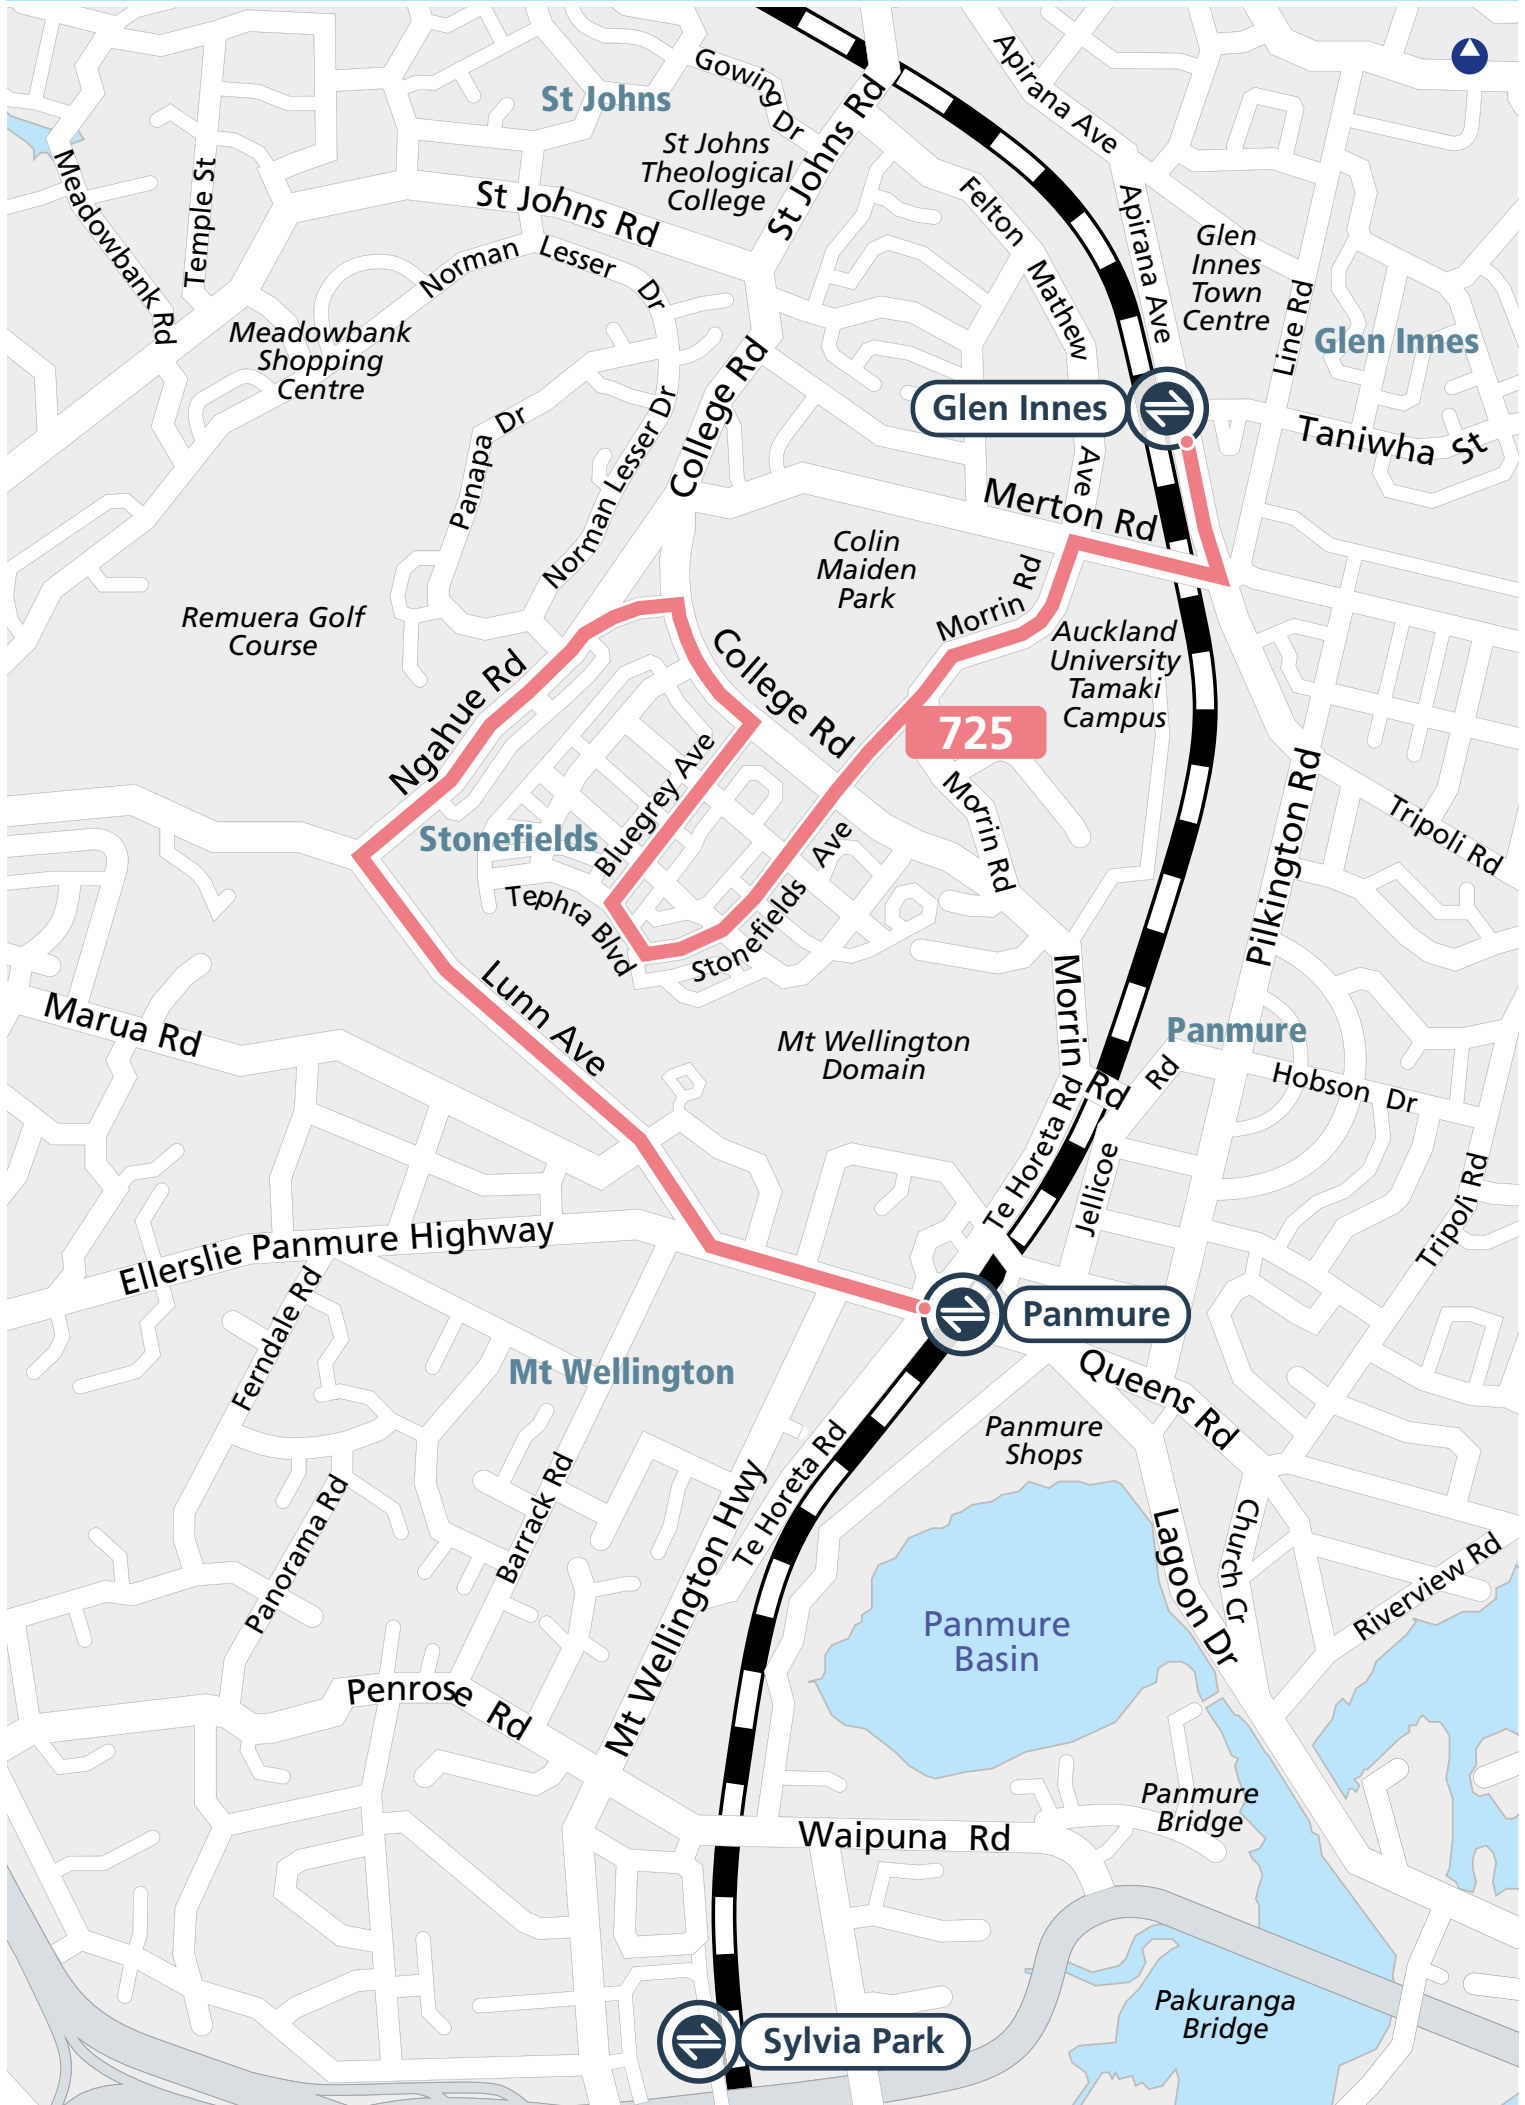 Gowing
Dr
St Johns
Apirana Ave
St Johns
Theological
College
St Johns Rd
Meadowbank Rd
Temple St
St Johns Rd
Felton
Mathew
Ave
Apirana Ave
Glen
Innes
Town
Centre
Norman Lesser Dr
Line Rd
Glen Innes
Meadowbank
Shopping
Centre
College Rd
Glen Innes
Panapa Dr
Norman Lesser Dr
Taniwha St
Merton Rd
Colin
Maiden
Park
Morrin Rd
Remuera Golf
Course
Auckland
University
Tamaki
Campus
College Rd
Ngahue Rd
725
Bluegrey Ave
Morrin Rd
Pilkington Rd
Tripoli Rd
Stonefields
Tephra Blvd
Stonefields Ave
Lunn Ave
Marua Rd
Morrin
Rd
Panmure
Mt Wellington
Domain
Hobson Dr
Te Horeta Rd
Jellicoe Rd
Tripoli Rd
Ellerslie Panmure Highway
Ferndale Rd
Panmure
Mt Wellington
Queens Rd
Panmure
Shops
Te Horeta Rd
Mt Wellington Hwy
Barrack Rd
Panorama Rd
Lagoon Dr
Church Cr
Riverview Rd
Panmure
Basin
Penrose Rd
Panmure
Bridge
Waipuna Rd
Pakuranga
Bridge
Sylvia Park